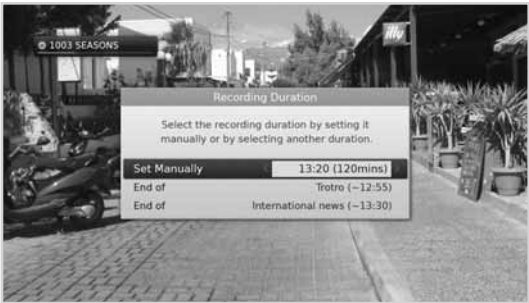 1003 SEASONS
illy
Recording Duration
Select the recording duration by setting it
manually or by selecting another duration.
Set Manually 13:20 (120mins)
End of Trotro (~12:55)
End of International news (~13:30)